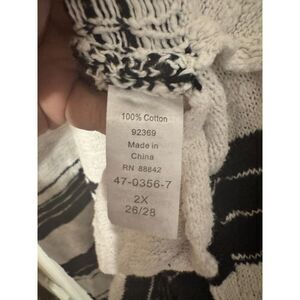 100% Cotton
92369
Made in
China
RN 88842
47-0356-7
2X
26/28